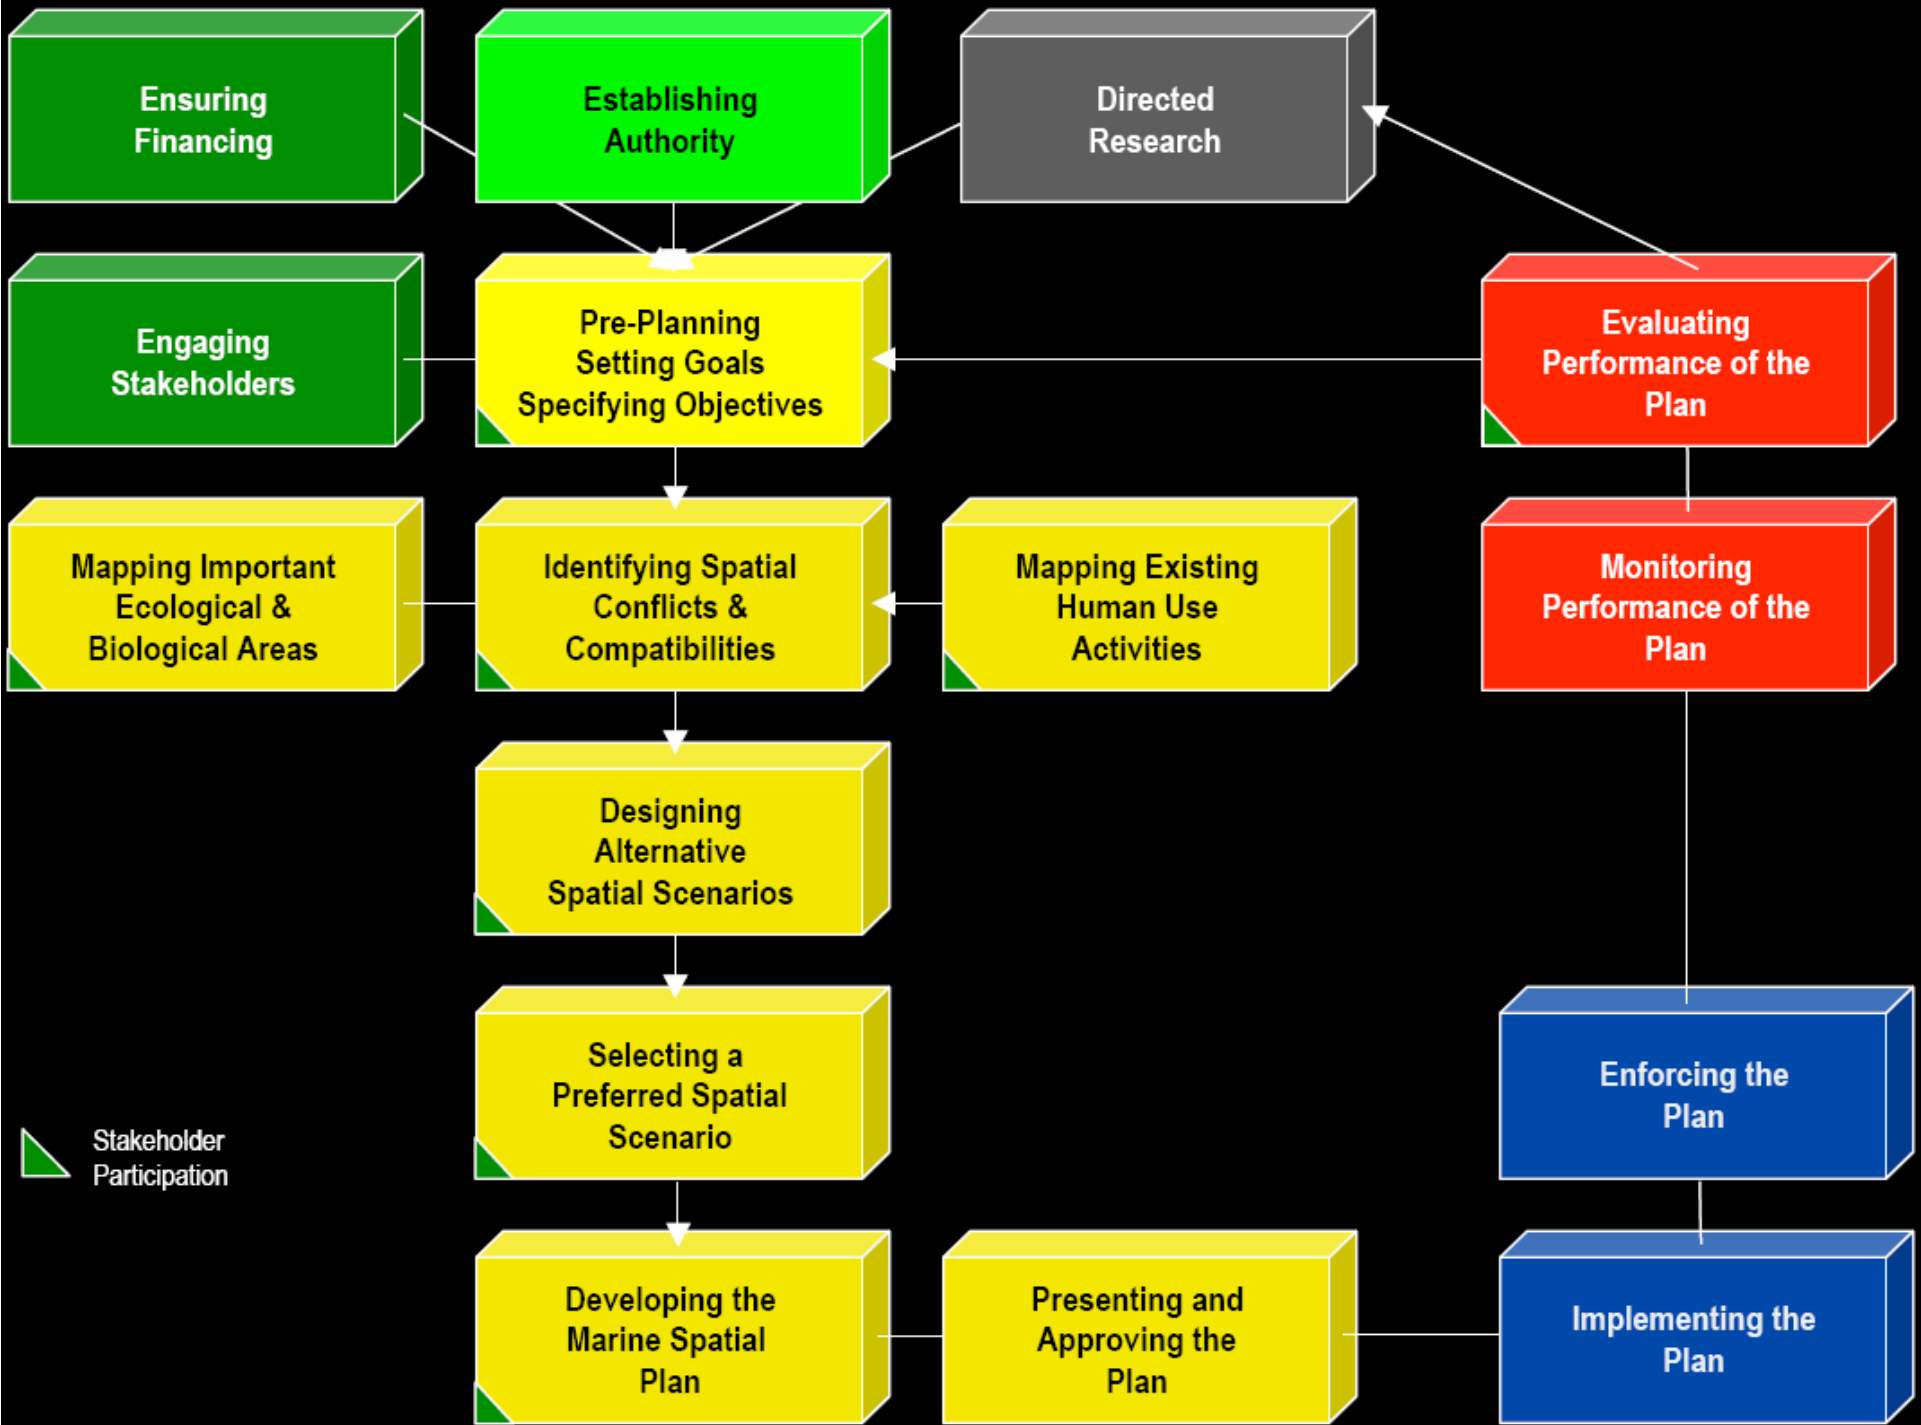 Ensuring
Financing
Establishing
Authority
Directed
Research
Engaging
Stakeholders
Pre-Planning
Setting Goals
Specifying Objectives
Evaluating
Performance of the
Plan
Mapping Important
Ecological &
Biological Areas
Identifying Spatial
Conflicts &
Compatibilities
Mapping Existing
Human Use
Activities
Monitoring
Performance of the
Plan
Designing
Alternative
Spatial Scenarios
Selecting a
Preferred Spatial
Scenario
Enforcing the
Plan
Stakeholder
Participation
Developing the
Marine Spatial
Plan
Presenting and
Approving the
Plan
Implementing the
Plan